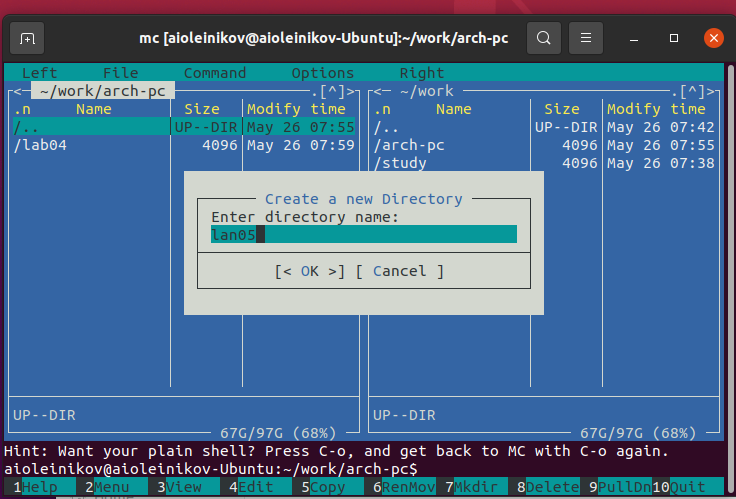 mc [aioleinikov@aioleinikov-Ubuntu]:~/work/arch-pc
Left File Command Options Right
<─ ~/work/arch-pc .[^]>
.n Name Size Modify time
/.. UP--DIR May 26 07:55
/lab04 4096 May 26 07:59
<─ ~/work .[^]>
.n Name Size Modify time
/.. UP--DIR May 26 07:42
/arch-pc 4096 May 26 07:55
/study 4096 May 26 07:38
Create a new Directory
Enter directory name:
lan05
[< OK >] [ Cancel ]
UP--DIR
67G/97G (68%)
UP--DIR
67G/97G (68%)
Hint: Want your plain shell? Press C-o, and get back to MC with C-o again.
aioleinikov@aioleinikov-Ubuntu:~/work/arch-pc$
1Help 2Menu 3View 4Edit 5Copy 6RenMov 7Mkdir 8Delete 9PullDn 10Quit